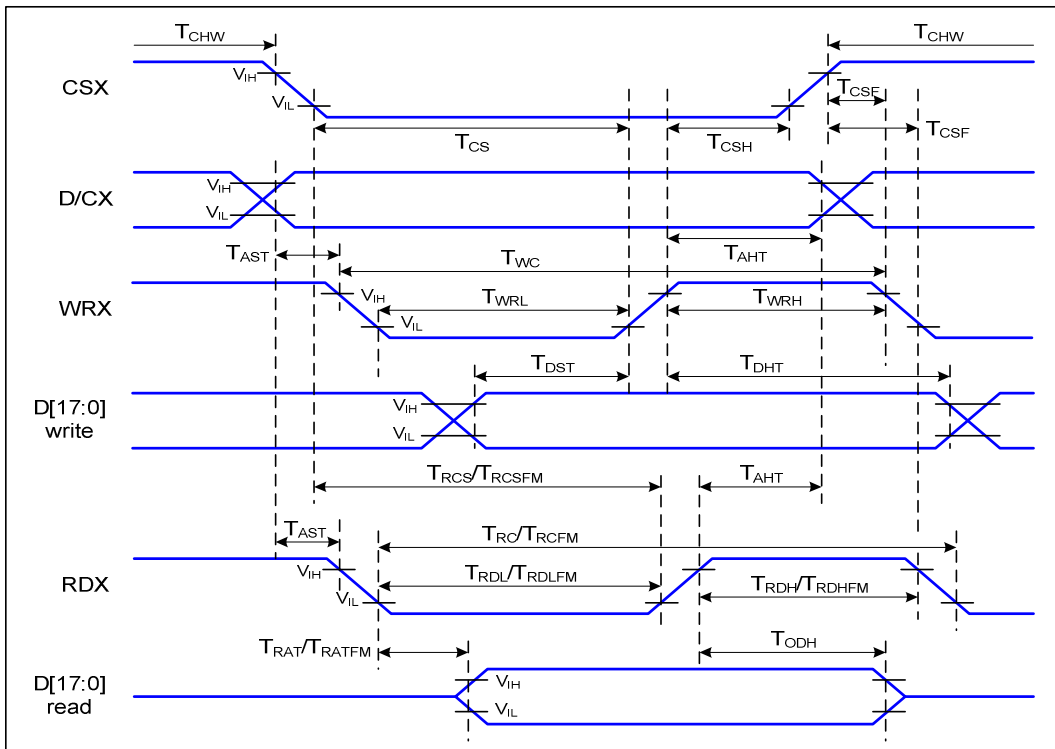 TCHW TCHW
CSX VIH TCSF
VIL TCS TCSH TCSF
D/CX VIH
VIL
TAST TWC TAHT
WRX VIH TWRL TWRH
VIL
TDST TDHT
D[17:0] VIH
write VIL
TRCS/TRCSFM TAHT
TAST TRC/TRCFM
RDX VIH TRDL/TRDLFM TRDH/TRDHFM
VIL
TRAT/TRATFM TODH
D[17:0] VIH
read VIL